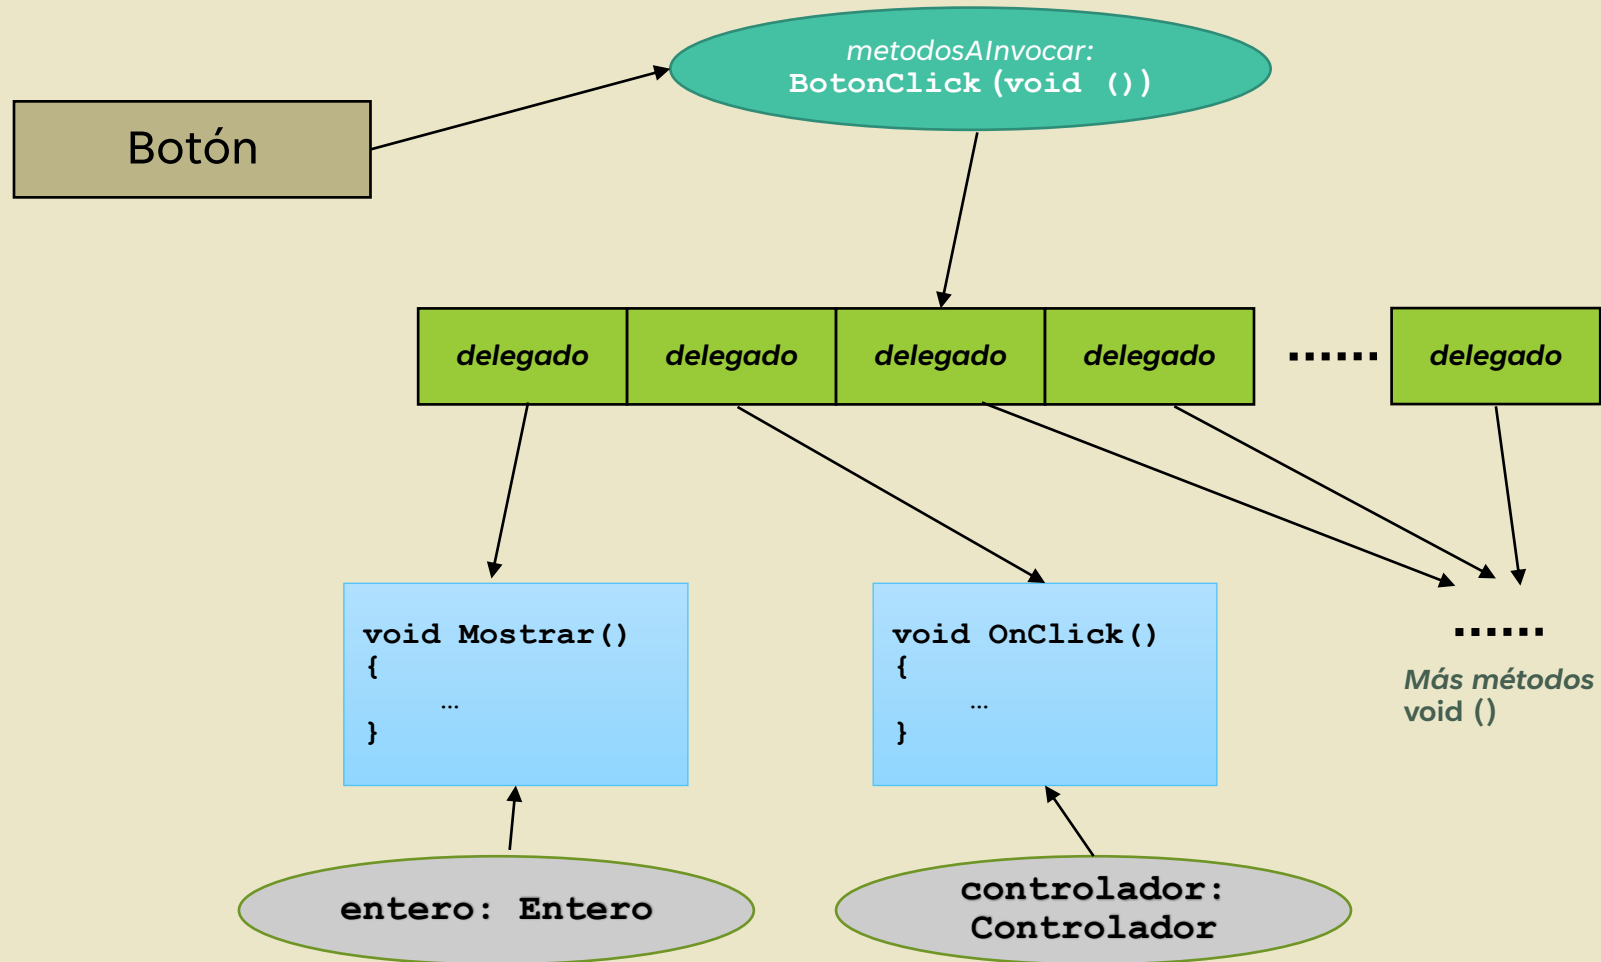 metodosAInvocar:
BotonClick (void ())
Botón
delegado
delegado
delegado
delegado
......
delegado
void Mostrar()
{
...
}
void OnClick()
{
...
}
......
Más métodos
void ()
entero: Entero
controlador:
Controlador